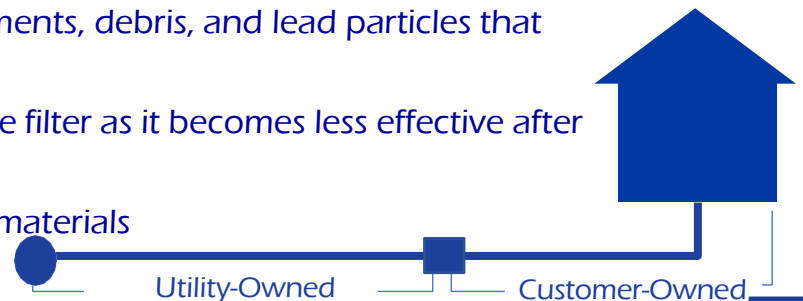 ments, debris, and lead particles that
e filter as it becomes less effective after
materials
Utility-Owned
Customer-Owned